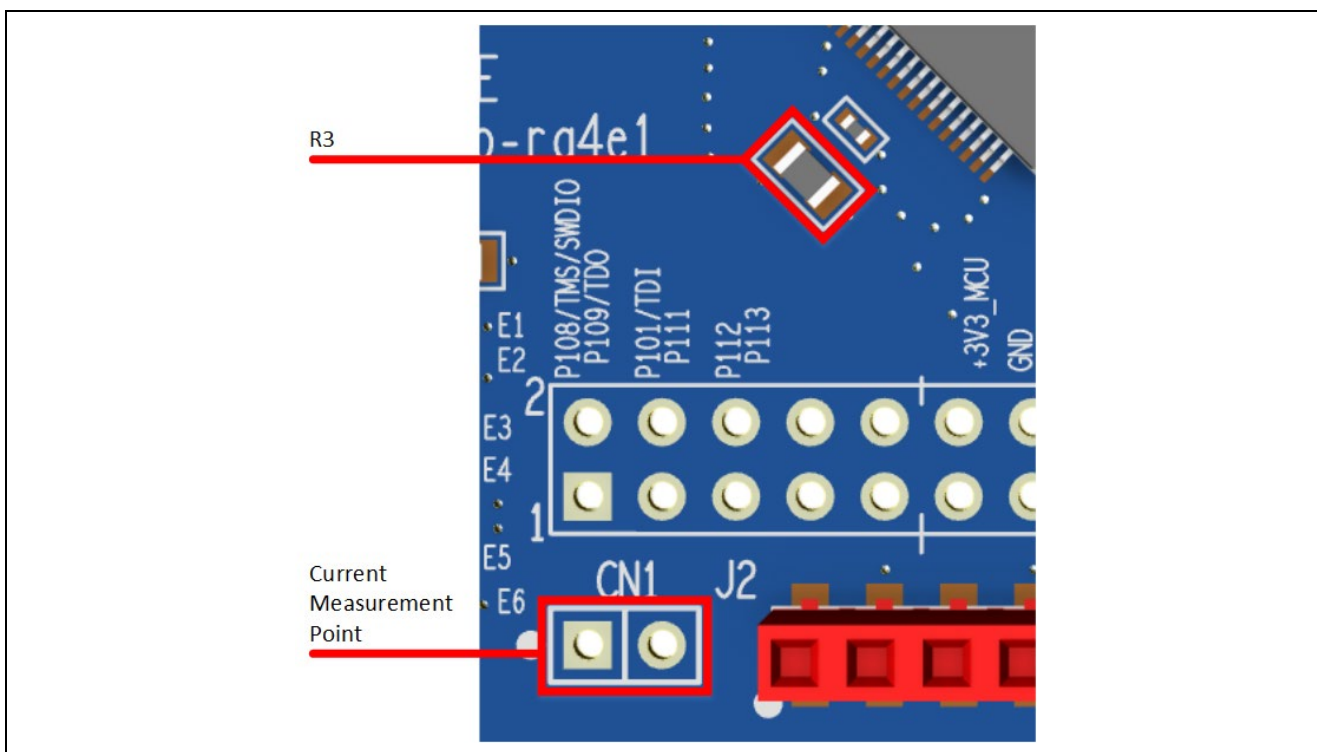 R3
-ra4e1
P108/TMS/SWDIO
P109/TDO
P101/TDI
P111
P112
P113
+3V3_MCU
GND
E1
E2
E3
E4
E5
E6
2
1
CN1
J2
Current
Measurement
Point